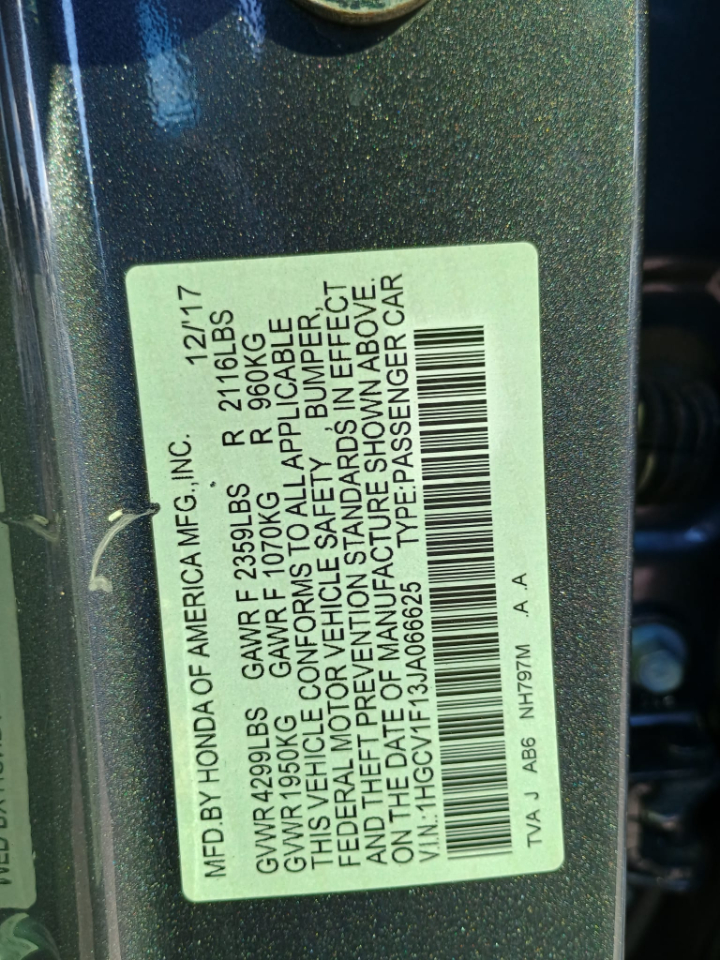 MFD.BY HONDA OF AMERICA MFG.,INC. 12/'17
GVWR 4299LBS GAWR F 2359LBS R 2116LBS
GVWR 1950KG GAWR F 1070KG R 960KG
THIS VEHICLE CONFORMS TO ALL APPLICABLE
FEDERAL MOTOR VEHICLE SAFETY , BUMPER,
AND THEFT PREVENTION STANDARDS IN EFFECT
ON THE DATE OF MANUFACTURE SHOWN ABOVE.
V.I.N.:1HGCV1F13JA066625 TYPE:PASSENGER CAR
TVA J AB6 NH797M .A .A